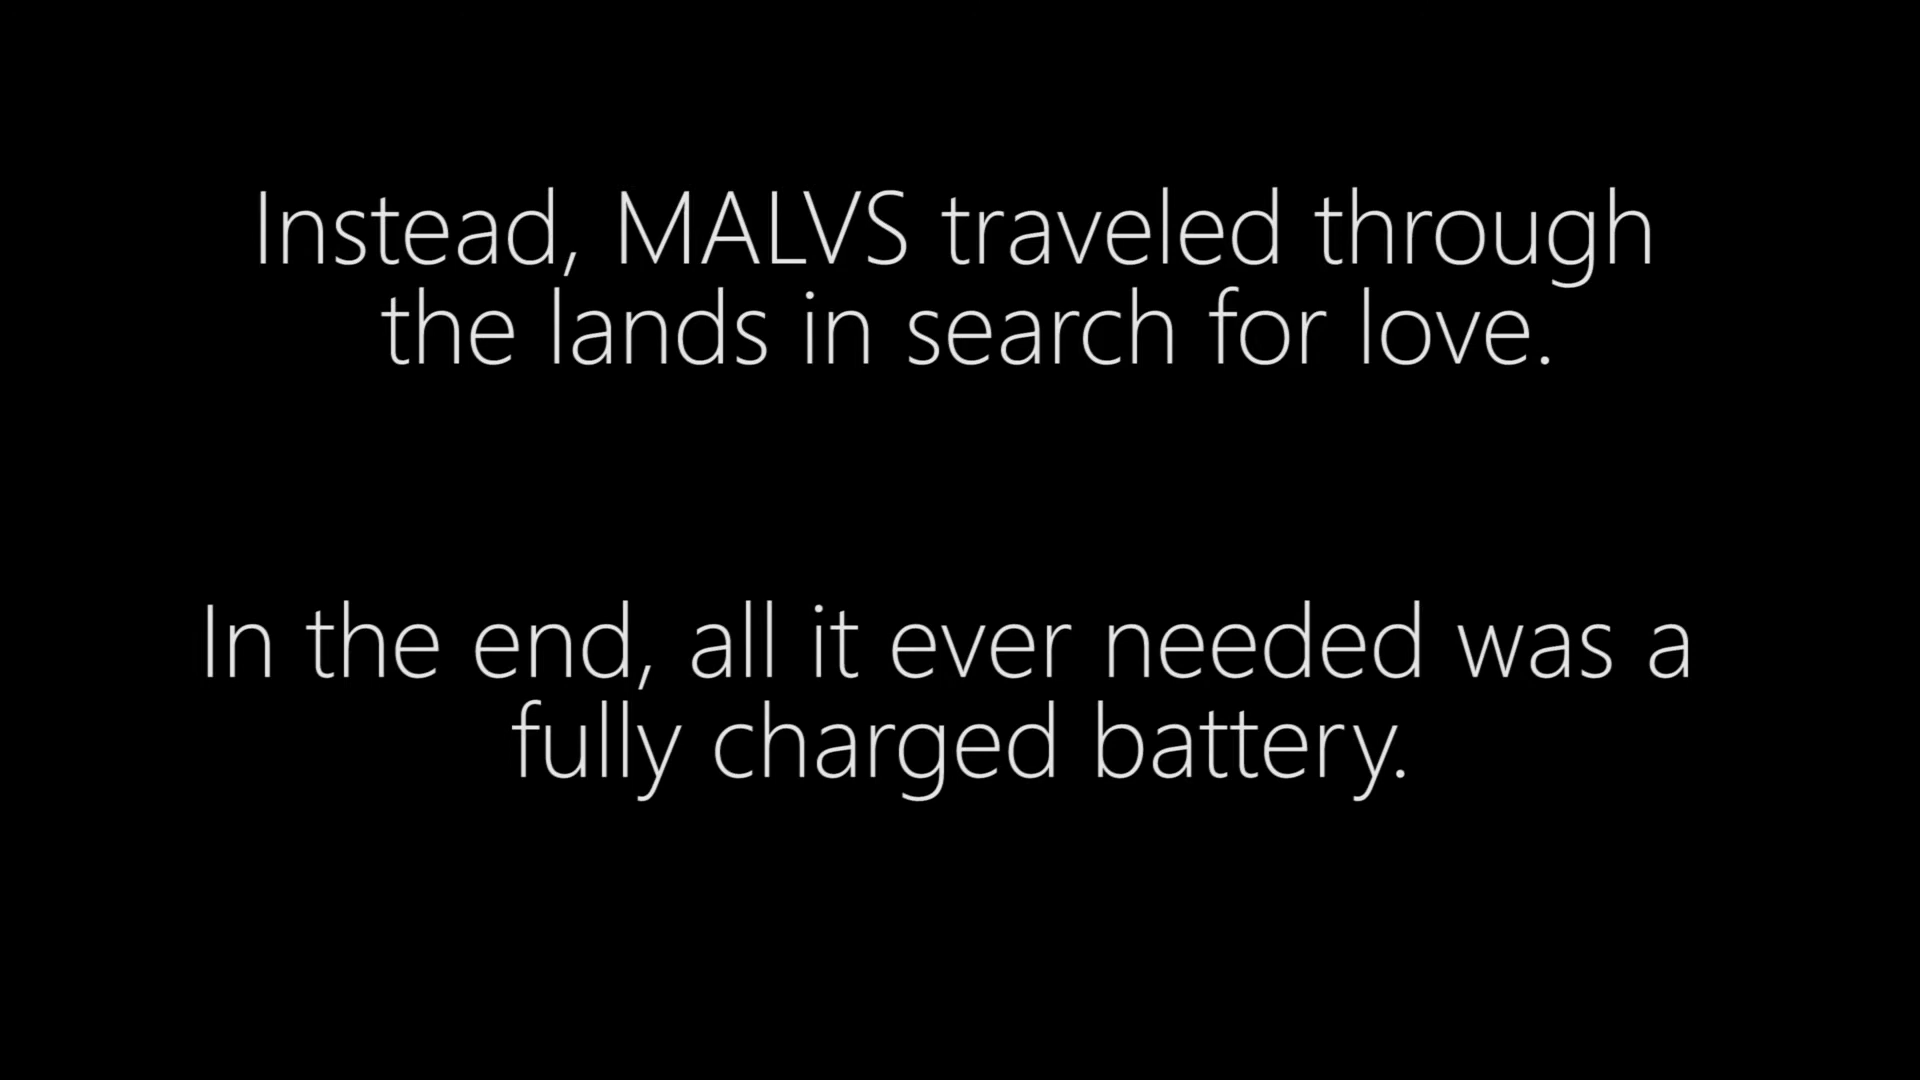 Instead, MALVS traveled through
the lands in search for love.
In the end, all it ever needed was a
fully charged battery.